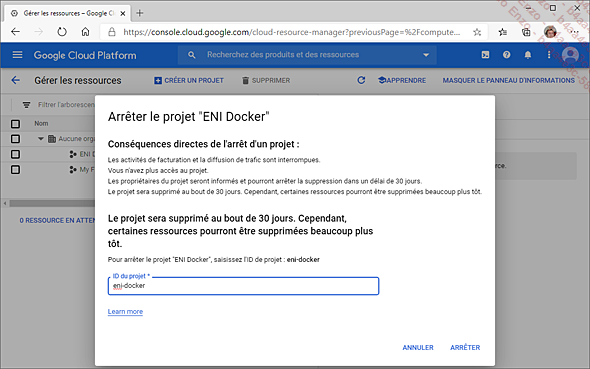 Gérer les ressources – Google Cl
https://console.cloud.google.com/cloud-resource-manager?previousPage=%2Fcompute...
Google Cloud Platform
Recherchez des produits et des ressources
Gérer les ressources
CRÉER UN PROJET
SUPPRIMER
APPRENDRE
MASQUER LE PANNEAU D'INFORMATIONS
Filtrer l'arborescen
Nom
Aucune orga
ENI D
My F
0 RESSOURCE EN ATTEN
Arrêter le projet "ENI Docker"
Conséquences directes de l'arrêt d'un projet :
Les activités de facturation et la diffusion de trafic sont interrompues.
Vous n'avez plus accès au projet.
Les propriétaires du projet seront informés et pourront arrêter la suppression dans un délai de 30 jours.
Le projet sera supprimé au bout de 30 jours. Cependant, certaines ressources pourront être supprimées beaucoup plus tôt.
Le projet sera supprimé au bout de 30 jours. Cependant,
certaines ressources pourront être supprimées beaucoup plus
tôt.
Pour arrêter le projet "ENI Docker", saisissez l'ID de projet : eni-docker
ID du projet *
eni-docker
Learn more
ANNULER
ARRÊTER